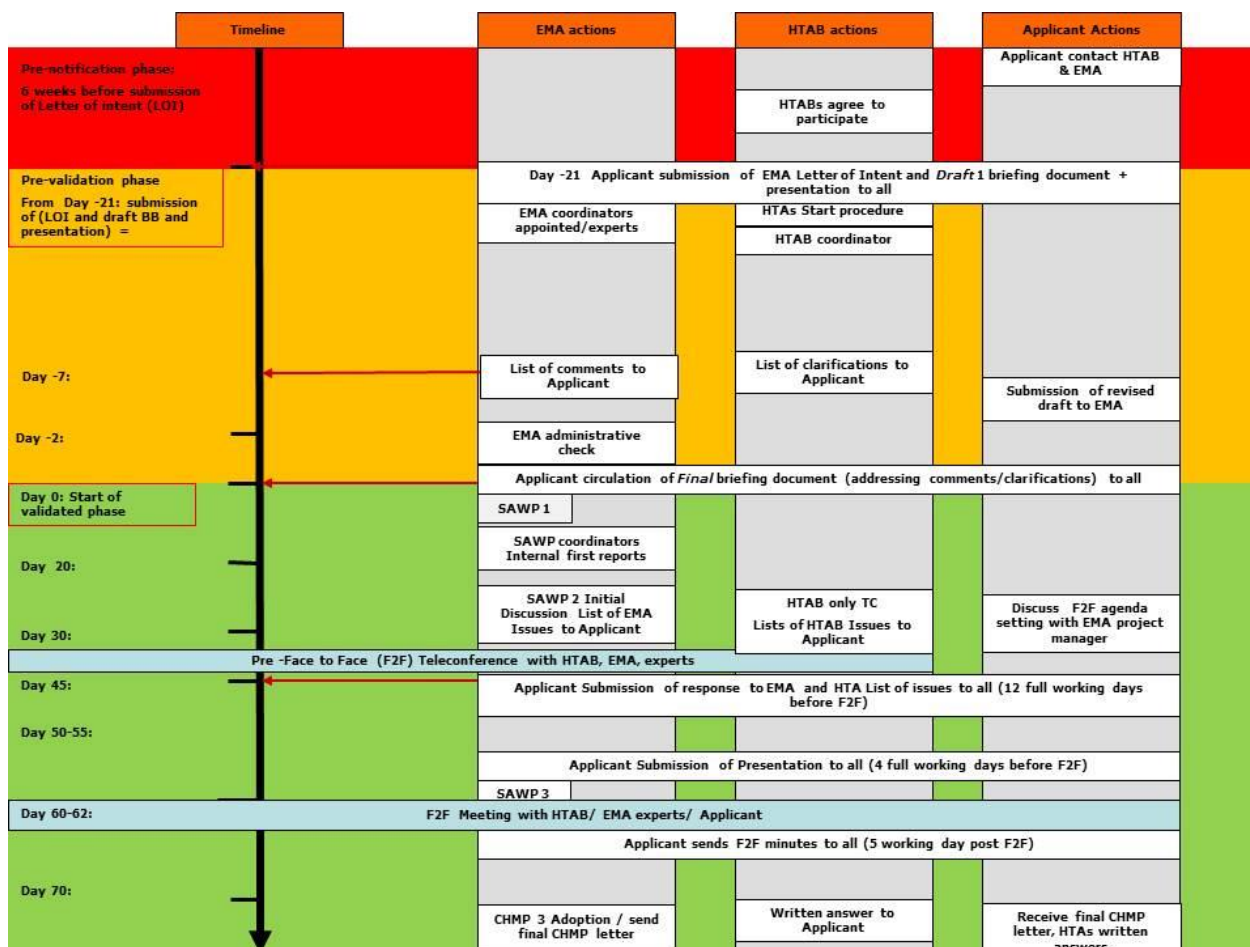 Timeline
EMA actions
HTAB actions
Applicant Actions
Pre-notification phase:
6 weeks before submission
of Letter of intent (LOI)
Applicant contact HTAB
& EMA
HTABs agree to
participate
Day -21 Applicant submission of EMA Letter of Intent and Draft 1 briefing document +
presentation to all
Pre-validation phase
From Day -21: submission
of (LOI and draft BB and
presentation) =
EMA coordinators
appointed/experts
HTAs Start procedure
HTAB coordinator
Day -7:
List of comments to
Applicant
List of clarifications to
Applicant
Submission of revised
draft to EMA
Day -2:
EMA administrative
check
Applicant circulation of Final briefing document (addressing comments/clarifications) to all
Day 0: Start of
validated phase
SAWP 1
SAWP coordinators
Internal first reports
Day 20:
SAWP 2 Initial
Discussion List of EMA
Issues to Applicant
HTAB only TC
Lists of HTAB Issues to
Applicant
Discuss F2F agenda
setting with EMA project
manager
Day 30:
Pre -Face to Face (F2F) Teleconference with HTAB, EMA, experts
Day 45:
Applicant Submission of response to EMA and HTA List of issues to all (12 full working days
before F2F)
Day 50-55:
Applicant Submission of Presentation to all (4 full working days before F2F)
SAWP 3
Day 60-62:
F2F Meeting with HTAB/ EMA experts/ Applicant
Applicant sends F2F minutes to all (5 working day post F2F)
Day 70:
CHMP 3 Adoption / send
final CHMP letter
Written answer to
Applicant
Receive final CHMP
letter, HTAs written
answers